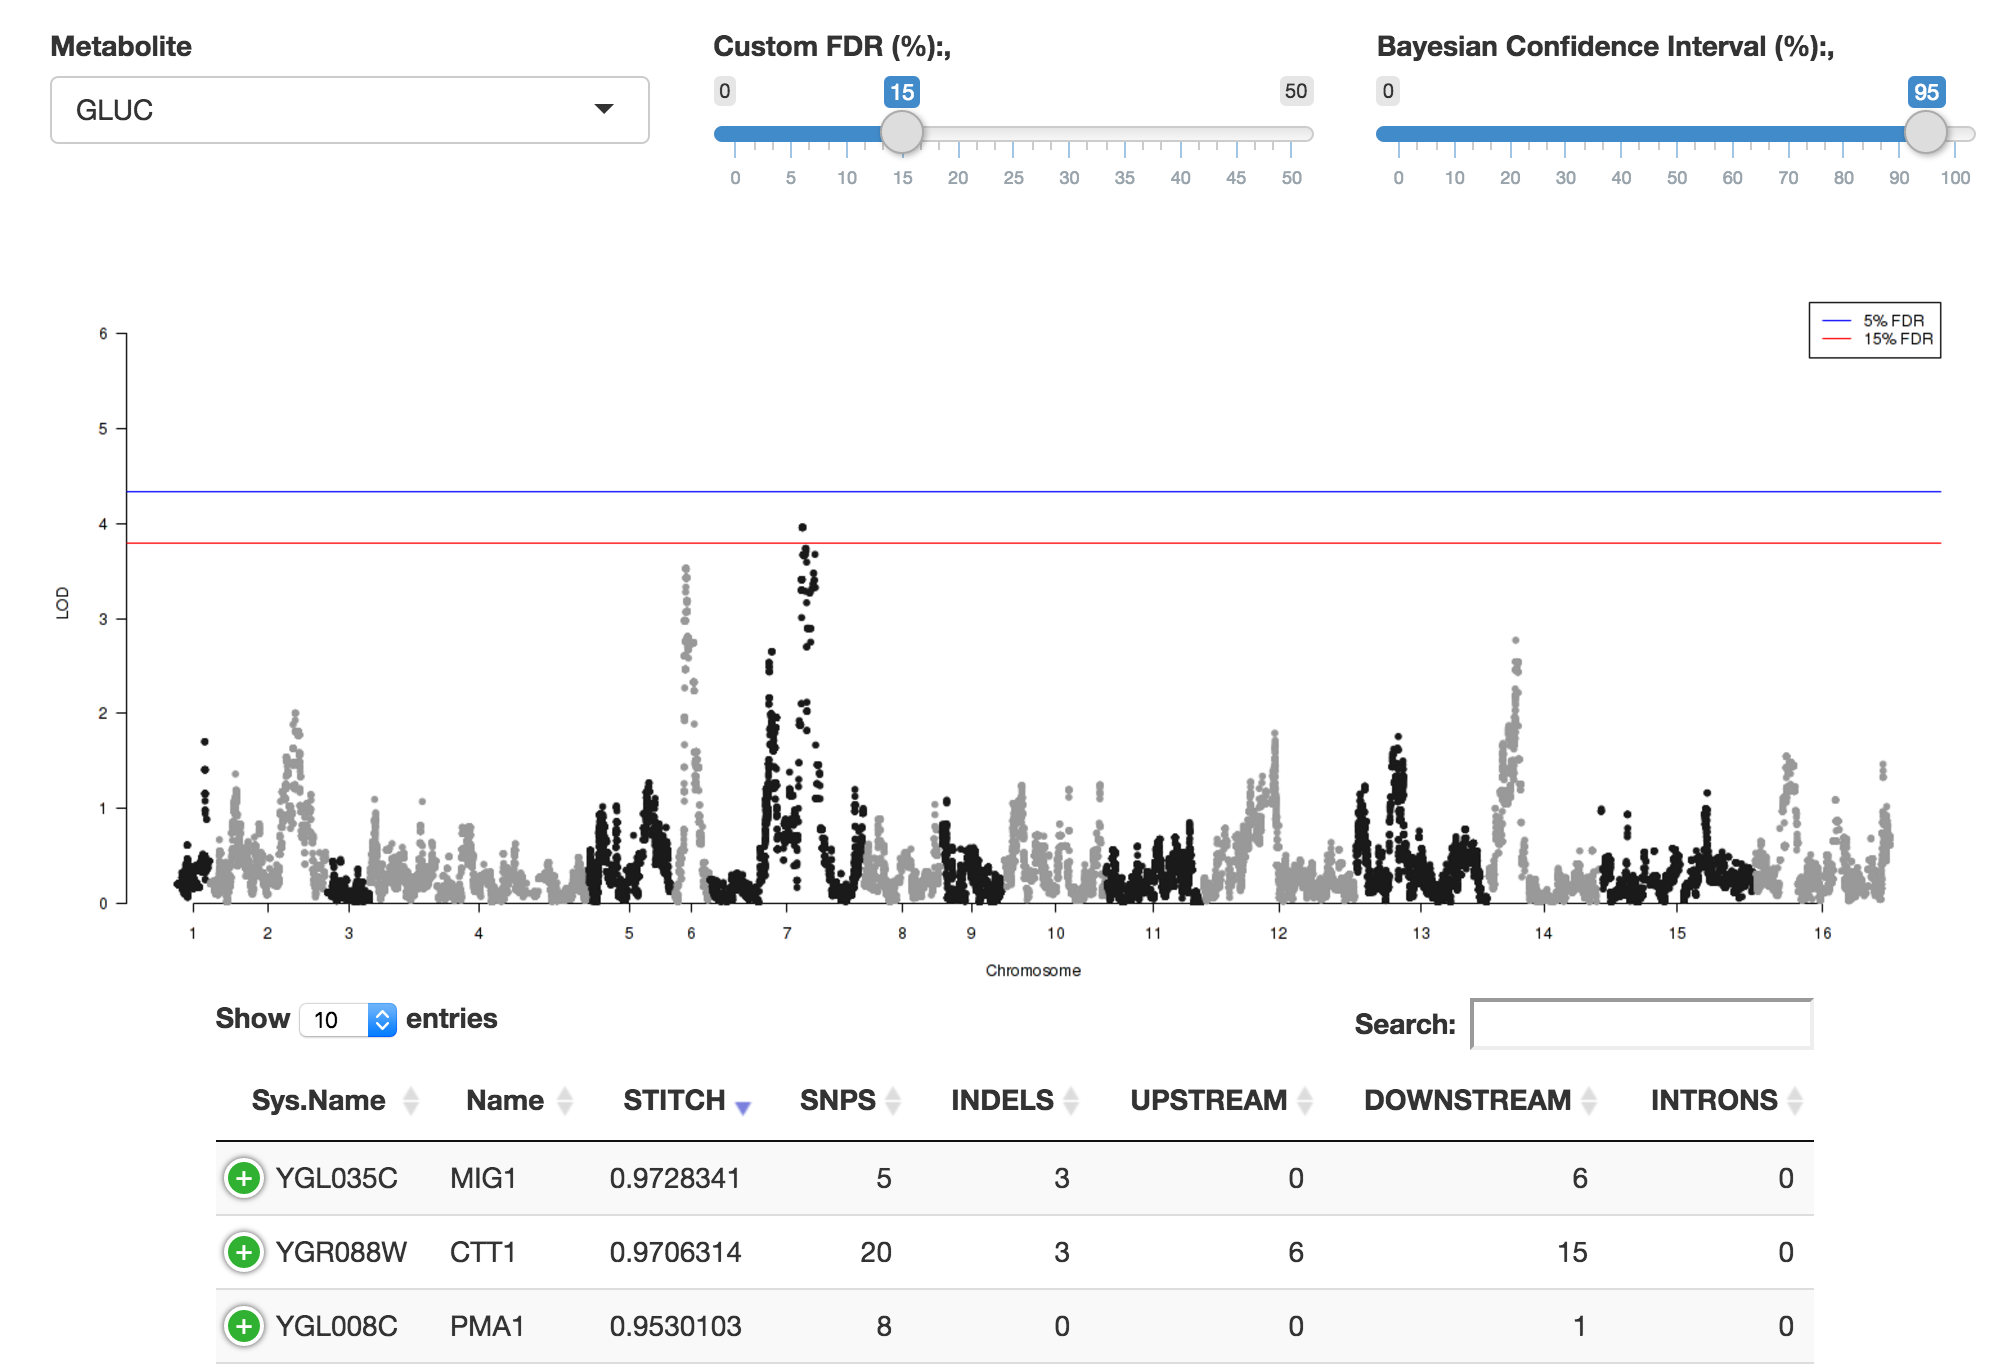 Metabolite Custom FDR (%):, Bayesian Confidence Interval (%):,
GLUC 0 15 50 0 95
0 5 10 15 20 25 30 35 40 45 50 0 10 20 30 40 50 60 70 80 90 100
5% FDR
15% FDR
6
5
4
3
2
1
0
LOD
1 2 3 4 5 6 7 8 9 10 11 12 13 14 15 16
Chromosome
Show 10 entries Search:
Sys.Name Name STITCH SNPS INDELS UPSTREAM DOWNSTREAM INTRONS
YGL035C MIG1 0.9728341 5 3 0 6 0
YGR088W CTT1 0.9706314 20 3 6 15 0
YGL008C PMA1 0.9530103 8 0 0 1 0